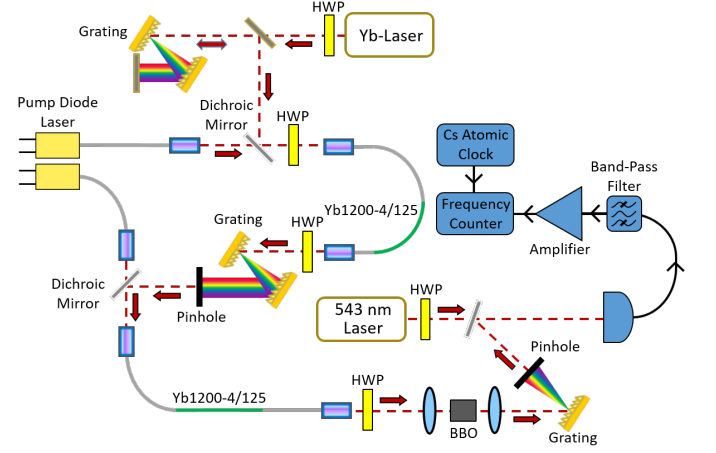 HWP
Grating
Yb-Laser
Pump Diode
Laser
Dichroic
Mirror
HWP
Cs Atomic
Clock
Band-Pass
Filter
Yb1200-4/125
Frequency
Counter
Amplifier
Grating
HWP
Dichroic
Mirror
Pinhole
HWP
543 nm
Laser
Pinhole
Yb1200-4/125
HWP
BBO
Grating